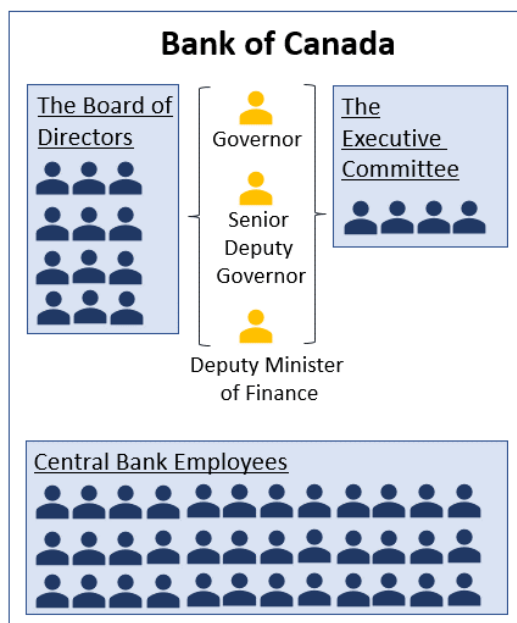 Bank of Canada
The Board of
Directors
Governor
Senior
Deputy
Governor
Deputy Minister
of Finance
The
Executive
Committee
Central Bank Employees